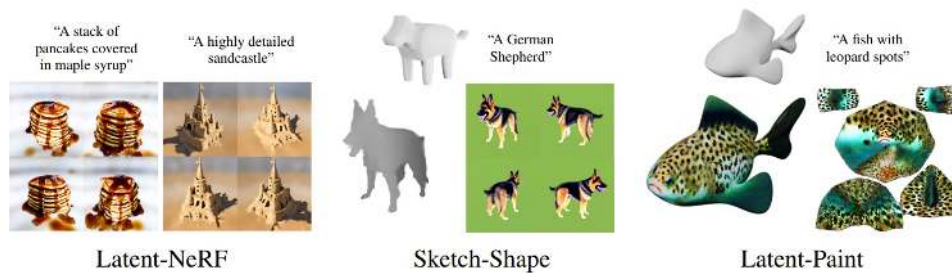 “A stack of
pancakes covered
in maple syrup”
“A highly detailed
sandcastle”
“A German
Shepherd”
“A fish with
leopard spots”
Latent-NeRF
Sketch-Shape
Latent-Paint